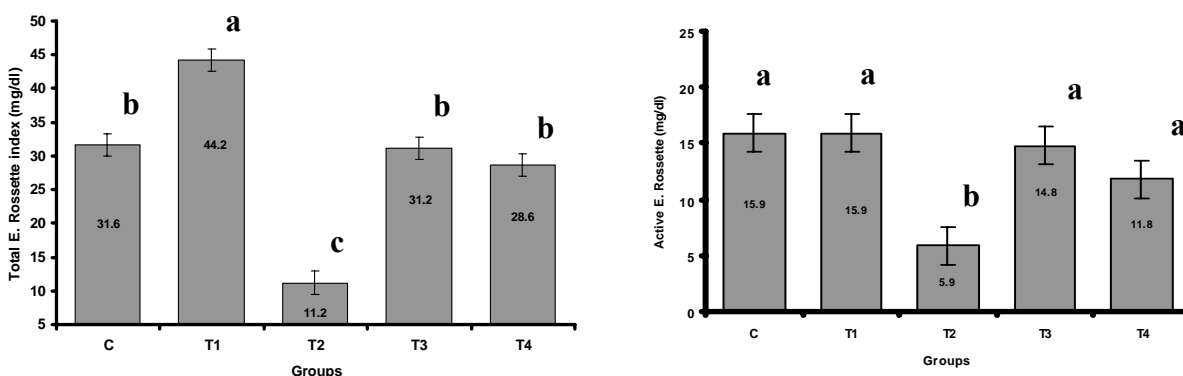 Total E. Rossette index (mg/dl)
50
45
40
35
30
25
20
15
10
5
b
a
c
b
b
31.6
44.2
11.2
31.2
28.6
C T1 T2 T3 T4
Groups
Active E. Rossette (mg/dl)
25
20
15
10
5
0
a
a
b
a
a
15.9
15.9
5.9
14.8
11.8
C T1 T2 T3 T4
Groups